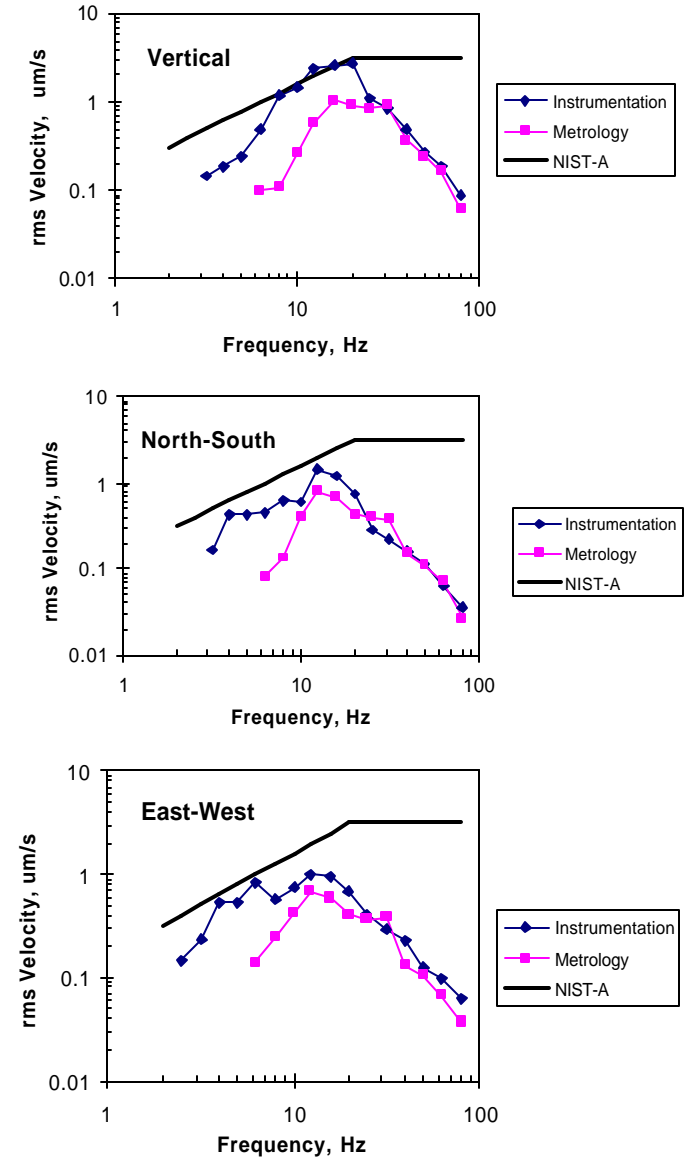 Vertical
rms Velocity, um/s
10
1
0.1
0.01
1
10
100
Frequency, Hz
Instrumentation
Metrology
NIST-A
North-South
rms Velocity, um/s
10
1
0.1
0.01
1
10
100
Frequency, Hz
Instrumentation
Metrology
NIST-A
East-West
rms Velocity, um/s
10
1
0.1
0.01
1
10
100
Frequency, Hz
Instrumentation
Metrology
NIST-A